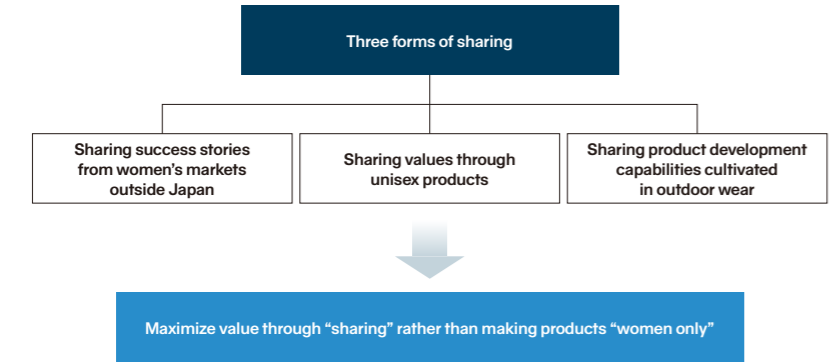 Three forms of sharing
Sharing success stories
from women’s markets
outside Japan
Sharing values through
unisex products
Sharing product development
capabilities cultivated
in outdoor wear
Maximize value through “sharing” rather than making products “women only”